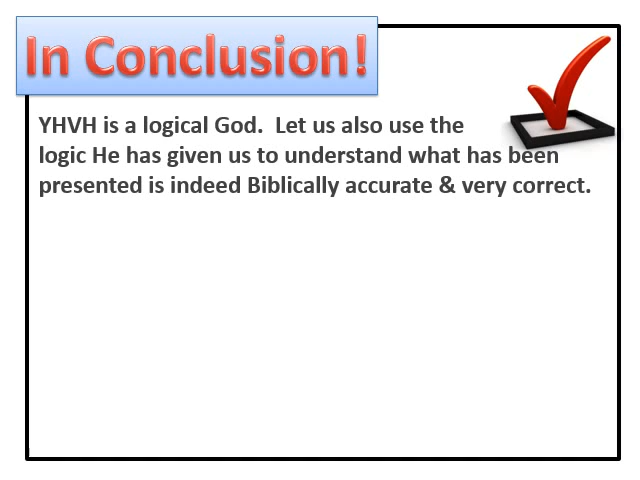 In Conclusion!
YHVH is a logical God. Let us also use the
logic He has given us to understand what has been
presented is indeed Biblically accurate & very correct.